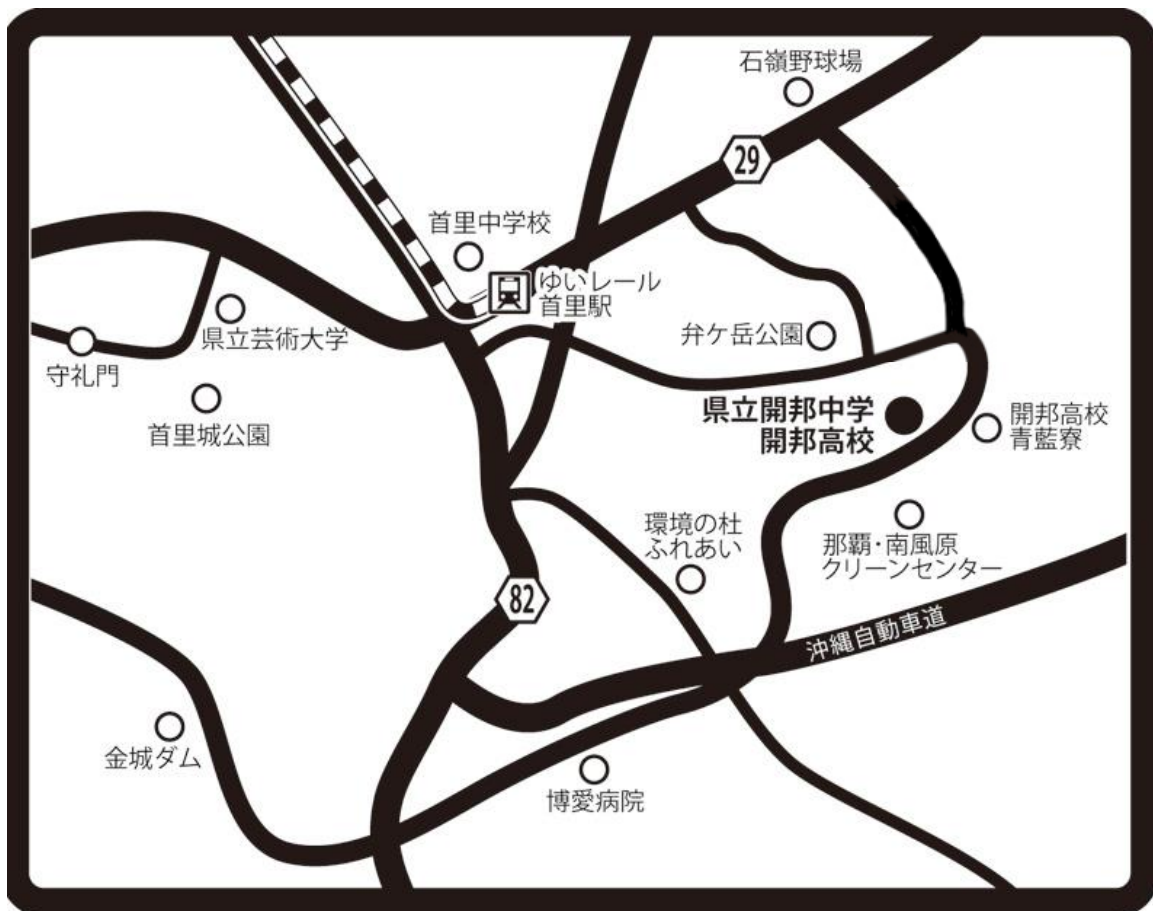 石嶺野球場
29
首里中学校
ゆいレール
首里駅
県立芸術大学
弁ケ岳公園
守礼門
首里城公園
県立開邦中学
開邦高校
開邦高校
青藍寮
環境の杜
ふれあい
那覇・南風原
クリーンセンター
82
沖縄自動車道
金城ダム
博愛病院